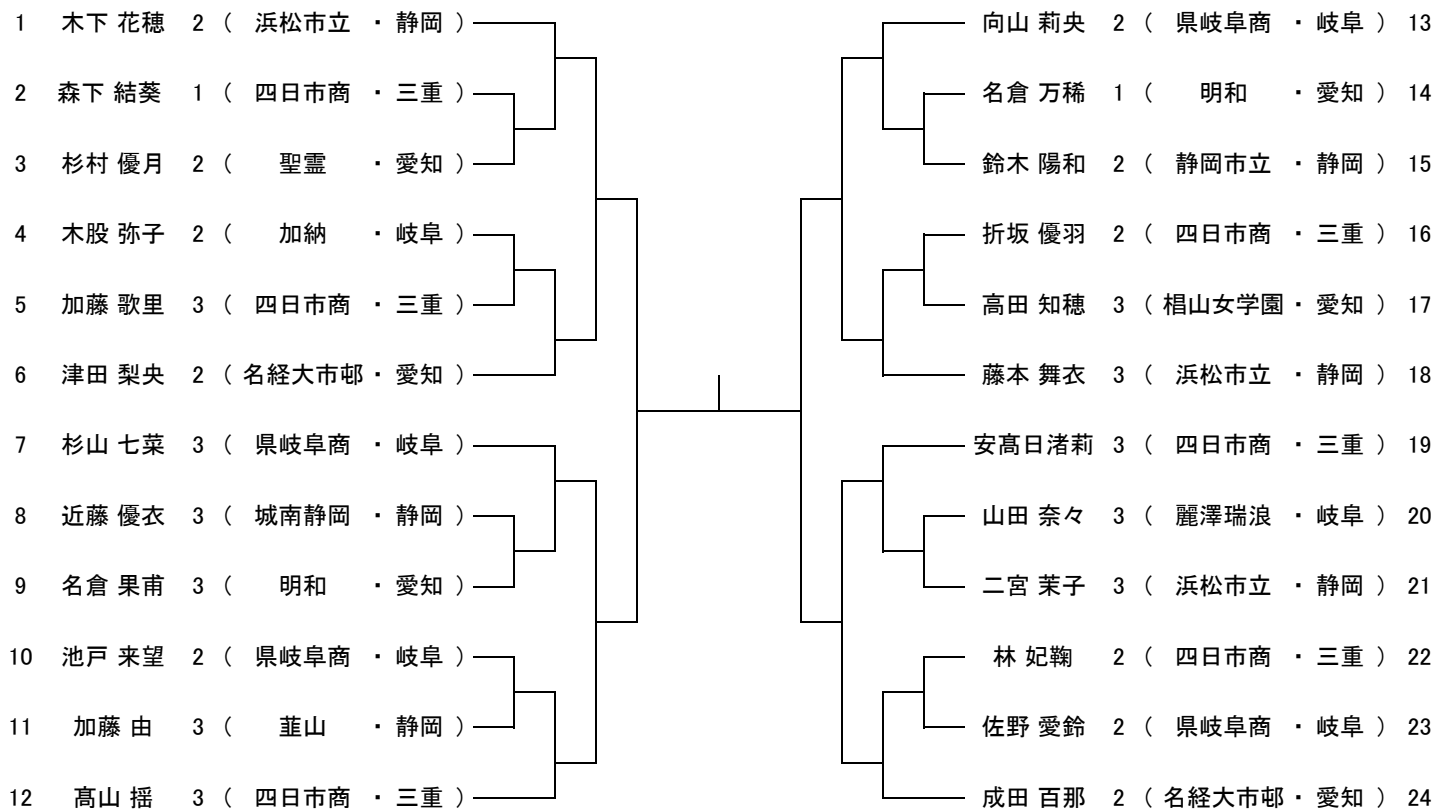 1 木下 花穂 2 ( 浜松市立 ・ 静岡 )
2 森下 結葵 1 ( 四日市商 ・ 三重 )
3 杉村 優月 2 ( 聖霊 ・ 愛知 )
4 木股 弥子 2 ( 加納 ・ 岐阜 )
5 加藤 歌里 3 ( 四日市商 ・ 三重 )
6 津田 梨央 2 ( 名経大市邨 ・ 愛知 )
7 杉山 七菜 3 ( 県岐阜商 ・ 岐阜 )
8 近藤 優衣 3 ( 城南静岡 ・ 静岡 )
9 名倉 果甫 3 ( 明和 ・ 愛知 )
10 池戸 来望 2 ( 県岐阜商 ・ 岐阜 )
11 加藤 由 3 ( 韮山 ・ 静岡 )
12 髙山 揺 3 ( 四日市商 ・ 三重 )
向山 莉央 2 ( 県岐阜商 ・ 岐阜 ) 13
名倉 万稀 1 ( 明和 ・ 愛知 ) 14
鈴木 陽和 2 ( 静岡市立 ・ 静岡 ) 15
折坂 優羽 2 ( 四日市商 ・ 三重 ) 16
高田 知穂 3 ( 椙山女学園 ・ 愛知 ) 17
藤本 舞衣 3 ( 浜松市立 ・ 静岡 ) 18
安髙日渚莉 3 ( 四日市商 ・ 三重 ) 19
山田 奈々 3 ( 麗澤瑞浪 ・ 岐阜 ) 20
二宮 茉子 3 ( 浜松市立 ・ 静岡 ) 21
林 妃鞠 2 ( 四日市商 ・ 三重 ) 22
佐野 愛鈴 2 ( 県岐阜商 ・ 岐阜 ) 23
成田 百那 2 ( 名経大市邨 ・ 愛知 ) 24